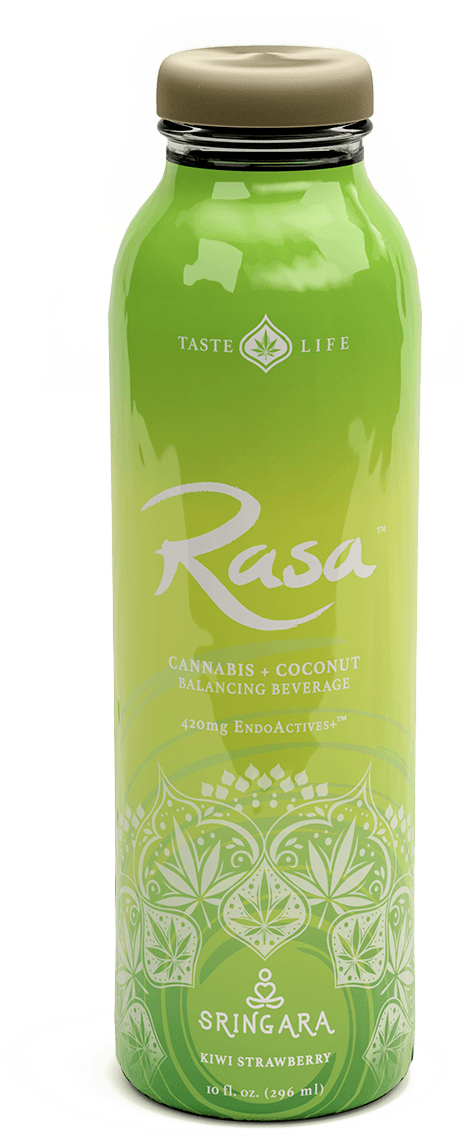 TASTE LIFE
Rasa™
CANNABIS + COCONUT
BALANCING BEVERAGE
420mg ENDOACTIVES+™
SRINGARA
KIWI STRAWBERRY
10 fl. oz. (296 ml)